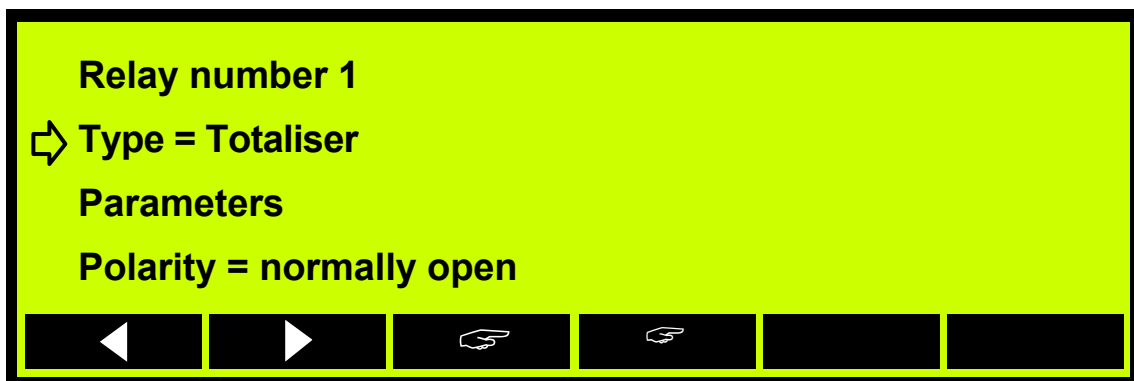 Relay number 1
Type = Totaliser
Parameters
Polarity = normally open